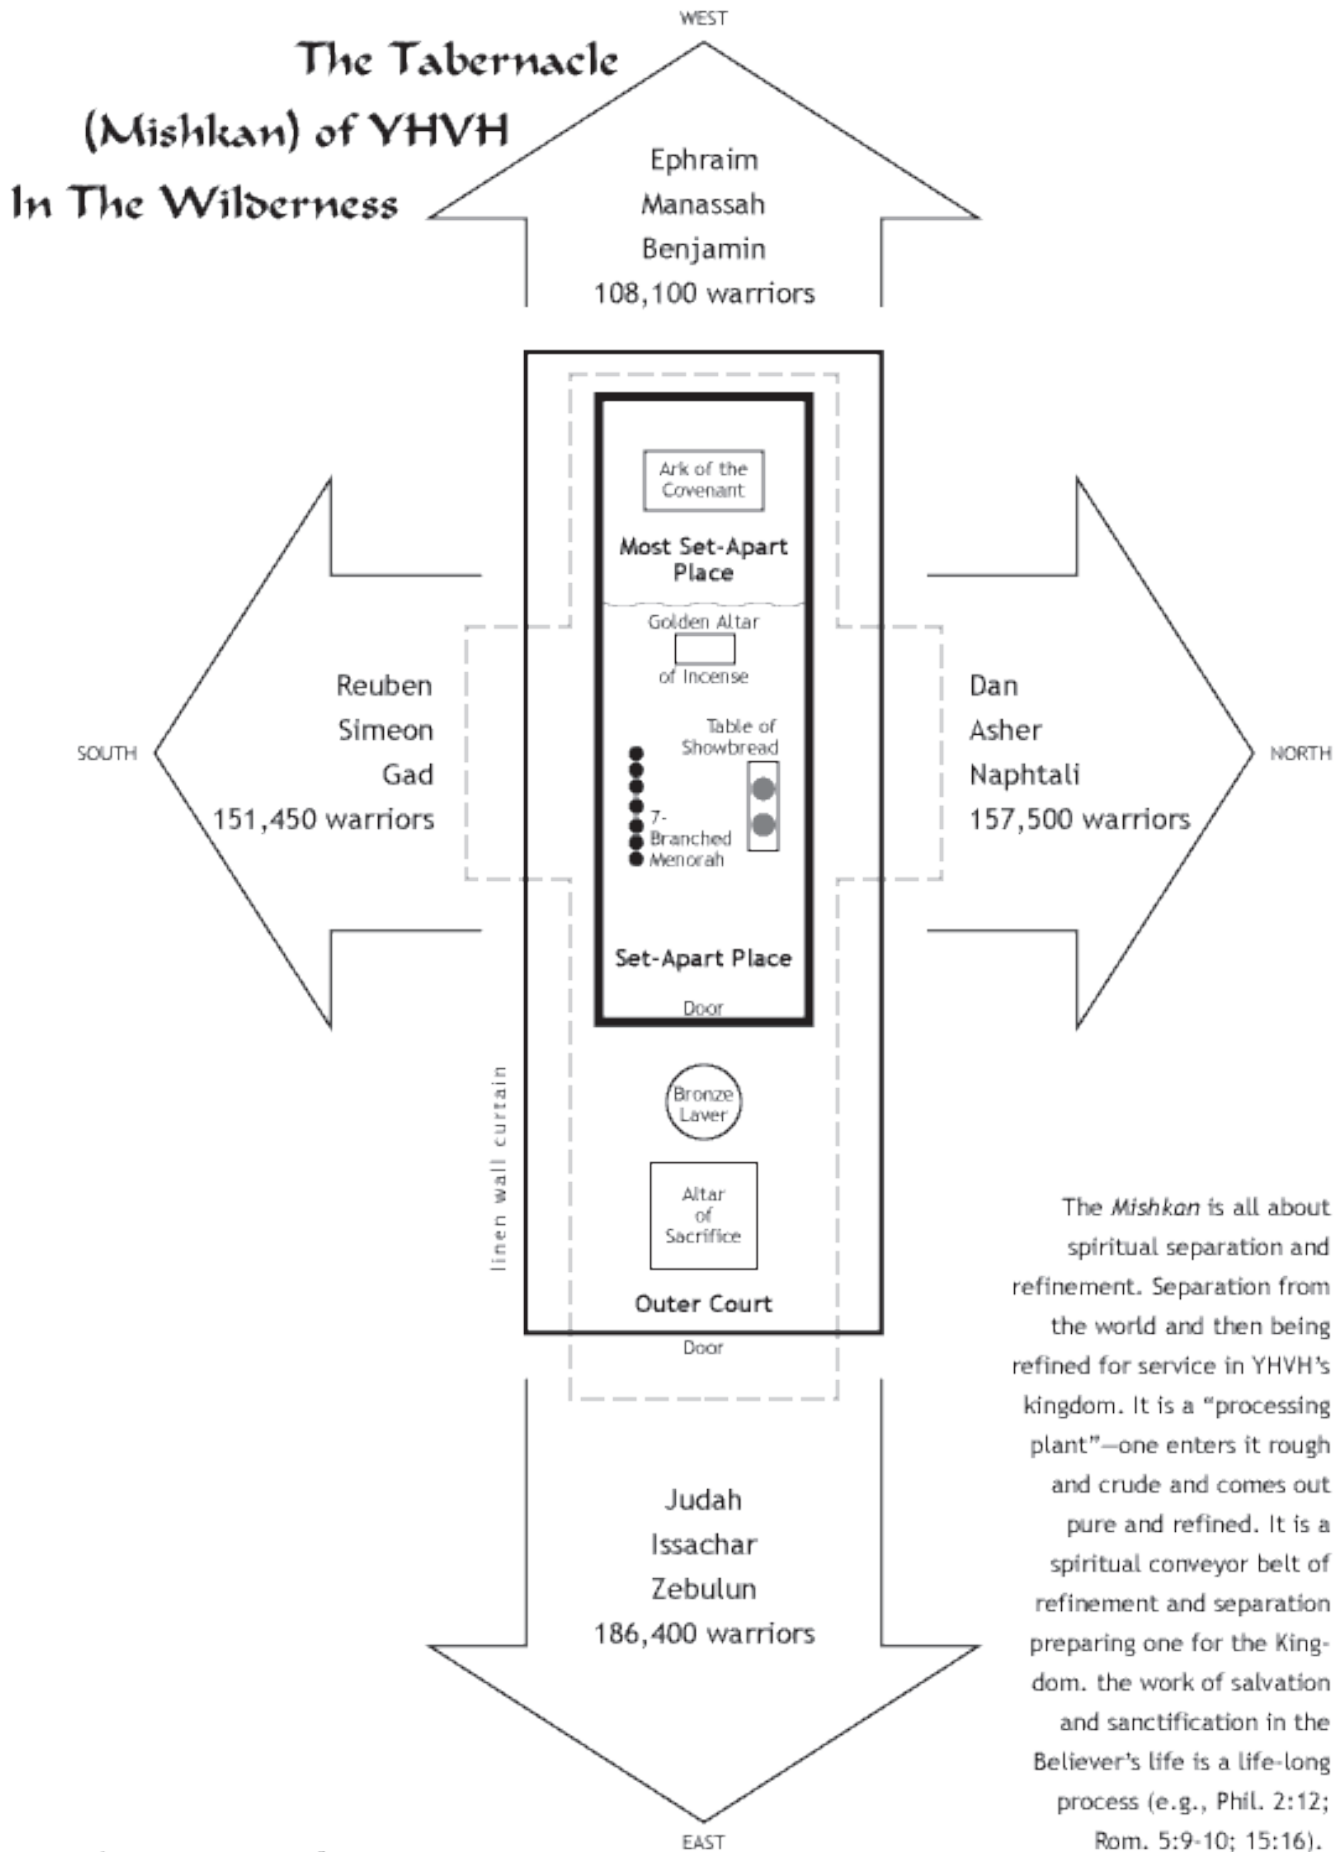 WEST
The Tabernacle
(Mishkan) of YHVH
In The Wilderness
Ephraim
Manassah
Benjamin
108,100 warriors
Ark of the
Covenant
Most Set-Apart
Place
Golden Altar
of Incense
SOUTH
Reuben
Simeon
Gad
151,450 warriors
Table of
Showbread
7-
Branched
Menorah
Dan
Asher
Naphtali
157,500 warriors
NORTH
Set-Apart Place
Door
Bronze
Laver
linen wall curtain
Altar
of
Sacrifice
Outer Court
Door
Judah
Issachar
Zebulun
186,400 warriors
EAST
The Mishkan is all about
spiritual separation and
refinement. Separation from
the world and then being
refined for service in YHVH's
kingdom. It is a “processing
plant”—one enters it rough
and crude and comes out
pure and refined. It is a
spiritual conveyor belt of
refinement and separation
preparing one for the King-
dom. the work of salvation
and sanctification in the
Believer's life is a life-long
process (e.g., Phil. 2:12;
Rom. 5:9-10; 15:16).